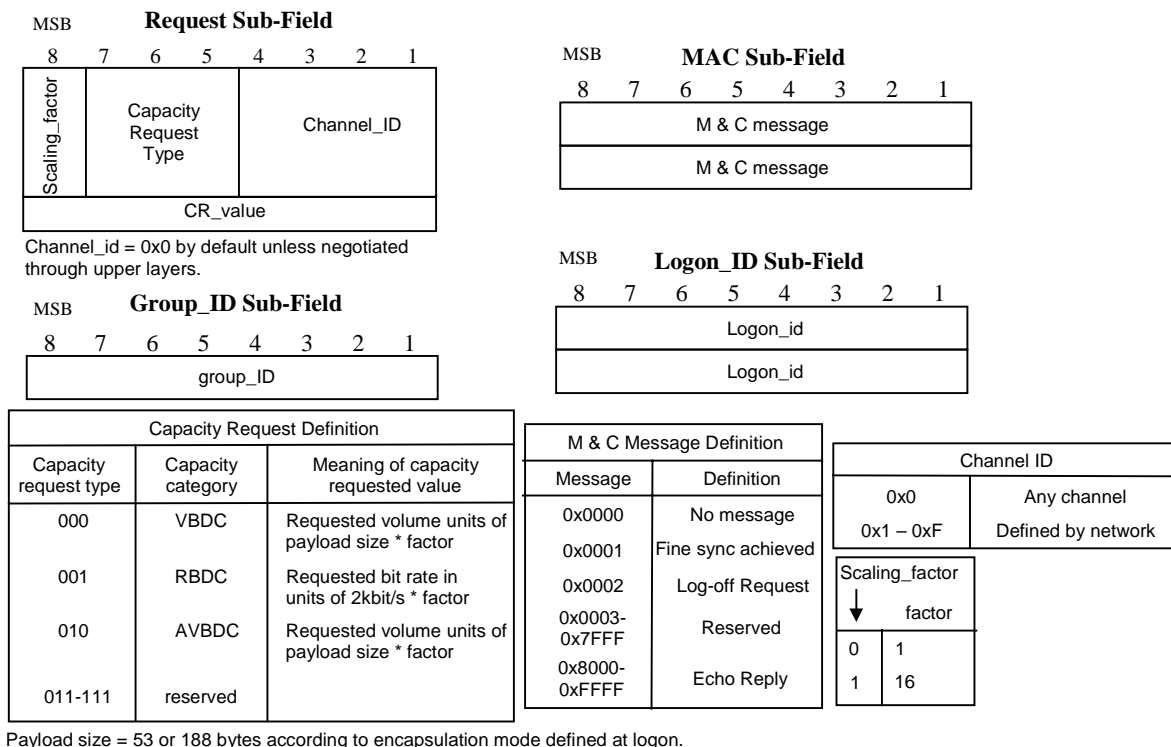 MSB
Request Sub-Field
8 7 6 5 4 3 2 1
Scaling_factor
Capacity
Request
Type
Channel_ID
CR_value
Channel_id = 0x0 by default unless negotiated
through upper layers.
MSB
MAC Sub-Field
8 7 6 5 4 3 2 1
M & C message
M & C message
MSB
Group_ID Sub-Field
8 7 6 5 4 3 2 1
group_ID
MSB
Logon_ID Sub-Field
8 7 6 5 4 3 2 1
Logon_id
Logon_id
Capacity Request Definition
Capacity
request type
Capacity
category
Meaning of capacity
requested value
000 VBDC Requested volume units of
payload size * factor
001 RBDC Requested bit rate in
units of 2kbit/s * factor
010 AVBDC Requested volume units of
payload size * factor
011-111 reserved
M & C Message Definition
Message Definition
0x0000 No message
0x0001 Fine sync achieved
0x0002 Log-off Request
0x0003-
0x7FFF
Reserved
0x8000-
0xFFFF
Echo Reply
Channel ID
0x0 Any channel
0x1 – 0xF Defined by network
Scaling_factor
factor
0 1
1 16
Payload size = 53 or 188 bytes according to encapsulation mode defined at logon.